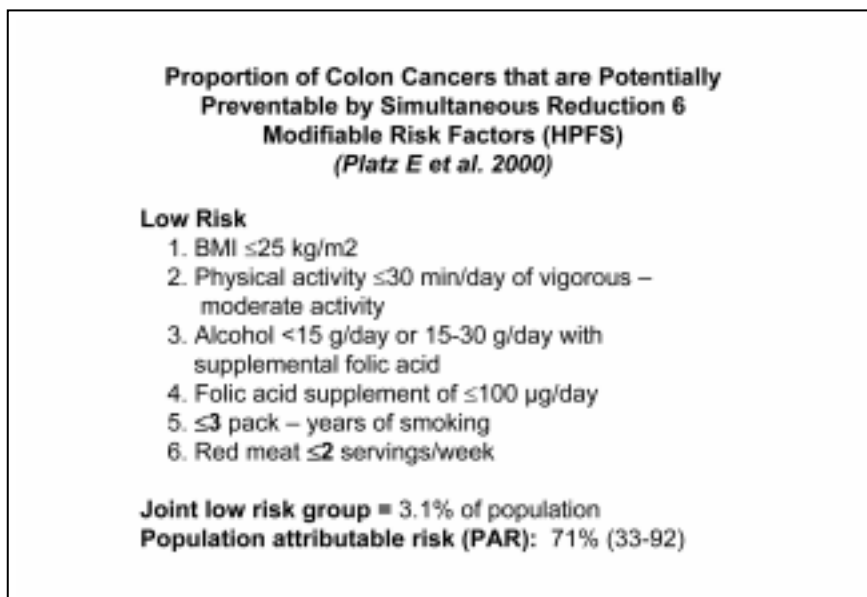 Proportion of Colon Cancers that are Potentially
Preventable by Simultaneous Reduction 6
Modifiable Risk Factors (HPFS)
(Platz E et al. 2000)
Low Risk
1. BMI ≤25 kg/m2
2. Physical activity ≤30 min/day of vigorous –
moderate activity
3. Alcohol <15 g/day or 15-30 g/day with
supplemental folic acid
4. Folic acid supplement of ≤100 µg/day
5. ≤3 pack – years of smoking
6. Red meat ≤2 servings/week
Joint low risk group = 3.1% of population
Population attributable risk (PAR): 71% (33-92)